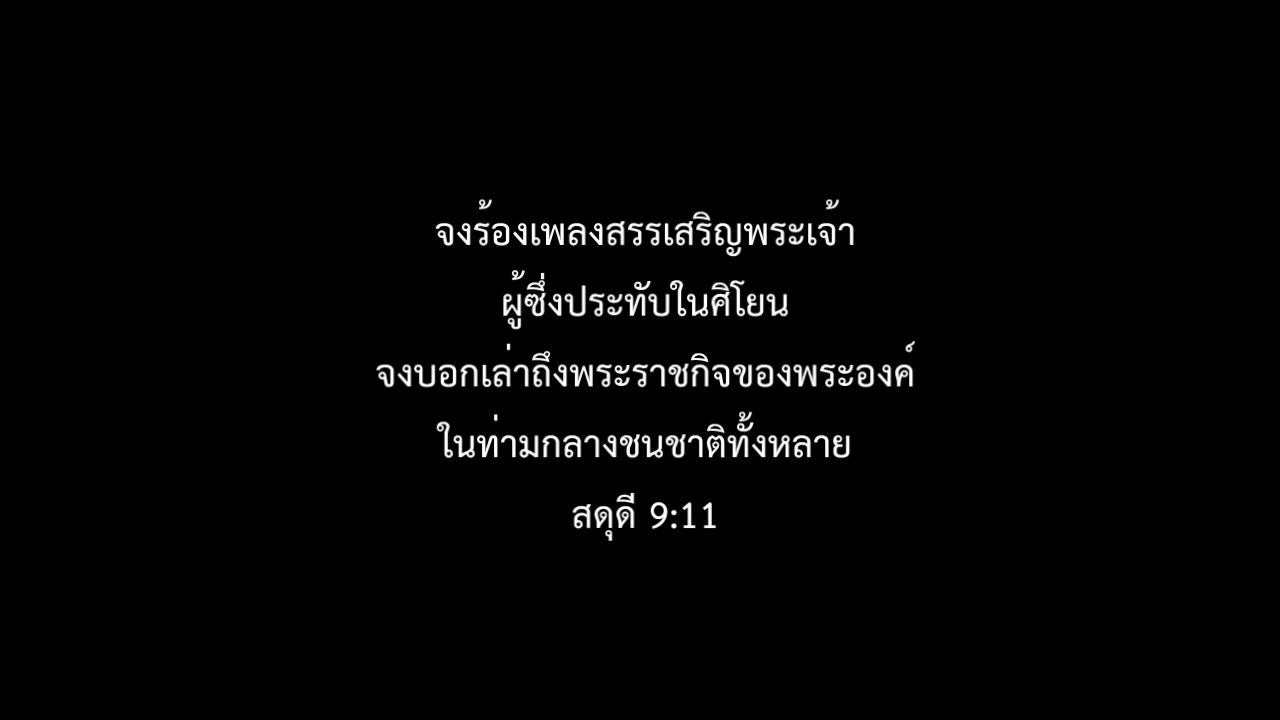 จงร้องเพลงสรรเสริญพระเจ้า
ผู้ซึ่งประทับในศิโยน
จงบอกเล่าถึงพระราชกิจของพระองค์
ในท่ามกลางชนชาติทั้งหลาย
สดุดี 9:11